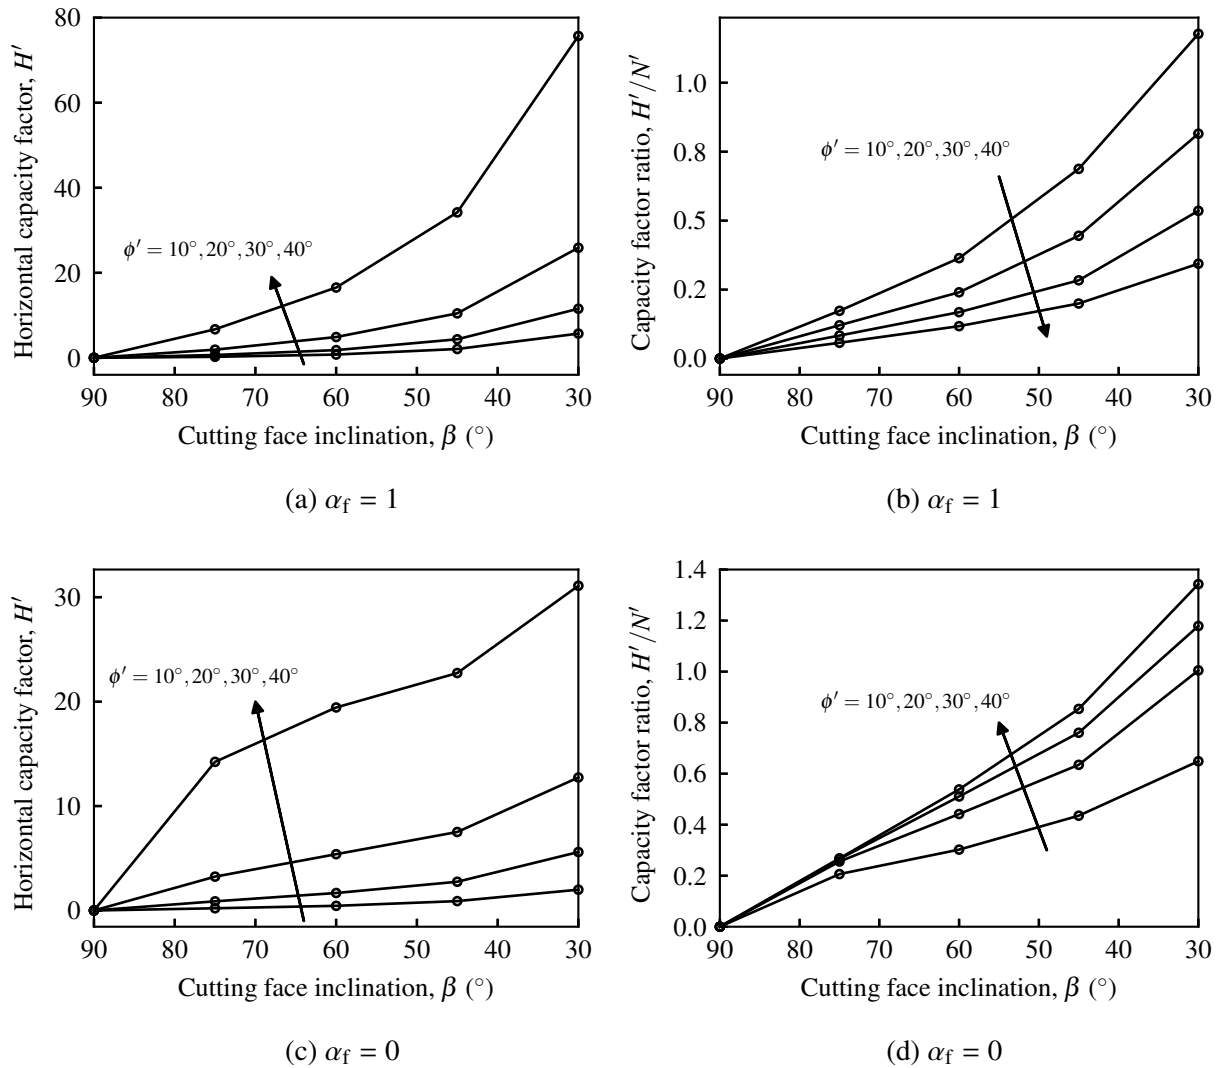 80
60
40
20
0
90 80 70 60 50 40 30
Horizontal capacity factor, H′
ϕ′ = 10°, 20°, 30°, 40°
Cutting face inclination, β (°)
(a) αf = 1
1.0
0.8
0.5
0.2
0.0
90 80 70 60 50 40 30
Capacity factor ratio, H′/N′
ϕ′ = 10°, 20°, 30°, 40°
Cutting face inclination, β (°)
(b) αf = 1
30
20
10
0
90 80 70 60 50 40 30
Horizontal capacity factor, H′
ϕ′ = 10°, 20°, 30°, 40°
Cutting face inclination, β (°)
(c) αf = 0
1.4
1.2
1.0
0.8
0.6
0.4
0.2
0.0
90 80 70 60 50 40 30
Capacity factor ratio, H′/N′
ϕ′ = 10°, 20°, 30°, 40°
Cutting face inclination, β (°)
(d) αf = 0